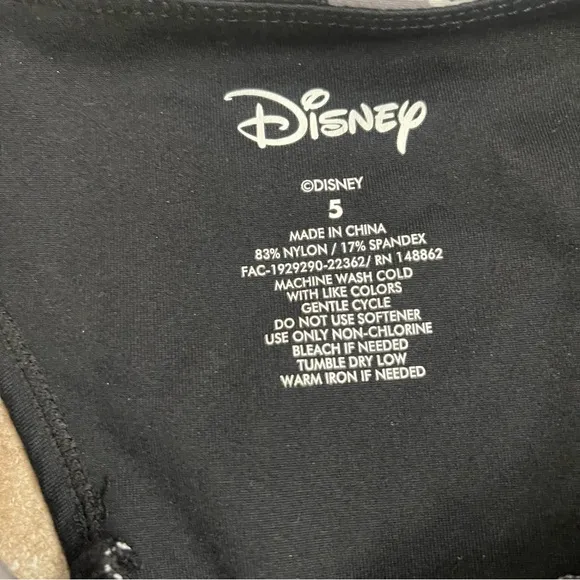 Disney
©DISNEY
5
MADE IN CHINA
83% NYLON / 17% SPANDEX
FAC-1929290-22362/ RN 148862
MACHINE WASH COLD
WITH LIKE COLORS
GENTLE CYCLE
DO NOT USE SOFTENER
USE ONLY NON-CHLORINE
BLEACH IF NEEDED
TUMBLE DRY LOW
WARM IRON IF NEEDED